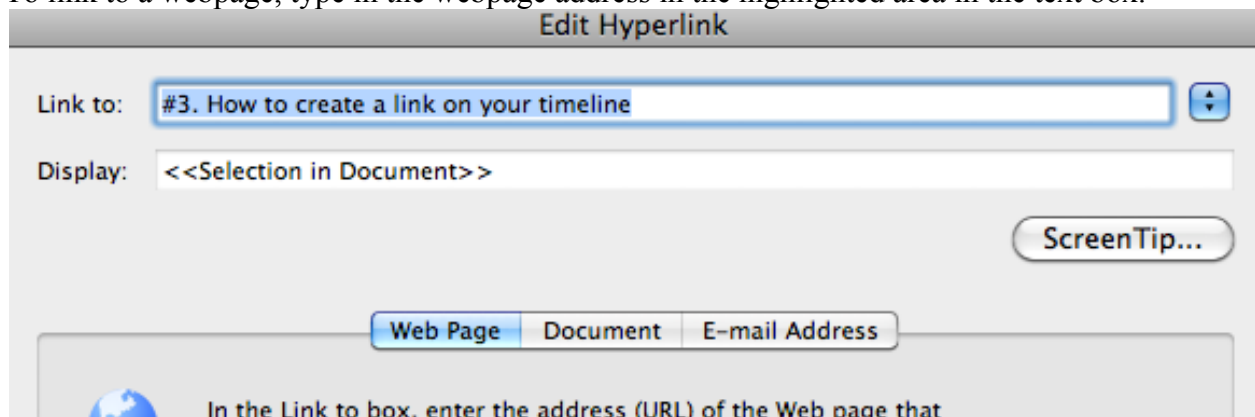 To link to a webpage, type in the webpage address in the highlighted area in the text box.
Edit Hyperlink
Link to: #3. How to create a link on your timeline
Display: <<Selection in Document>>
ScreenTip...
Web Page Document E-mail Address
In the Link to box, enter the address (URL) of the Web page that